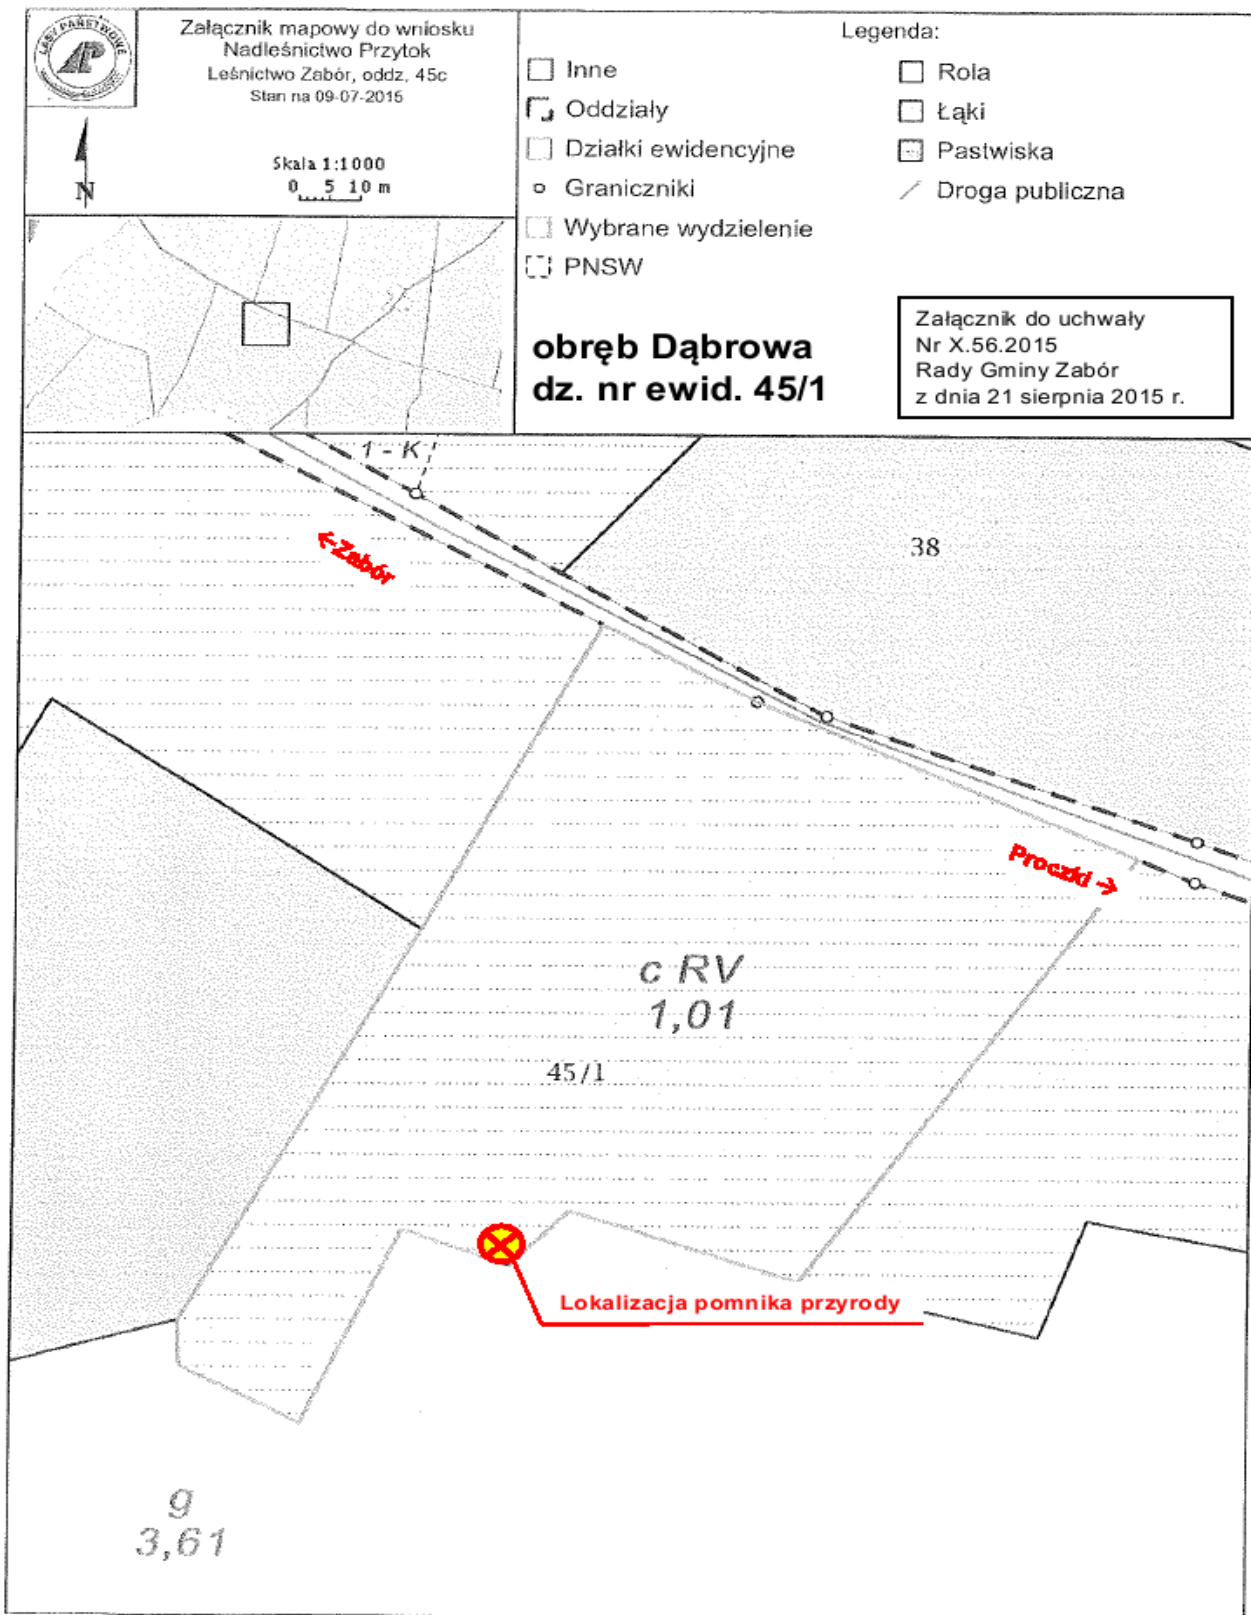 LASY PAŃSTWOWE
Załącznik mapowy do wniosku
Nadleśnictwo Przytok
Leśnictwo Zabór, oddz. 45c
Stan na 09-07-2015
N
Skala 1:1000
0 5 10 m
Legenda:
Inne
Oddziały
Działki ewidencyjne
Graniczniki
Wybrane wydzielenie
PNSW
Rola
Łąki
Pastwiska
Droga publiczna
obręb Dąbrowa
dz. nr ewid. 45/1
Załącznik do uchwały
Nr X.56.2015
Rady Gminy Zabór
z dnia 21 sierpnia 2015 r.
1 - K
←Zabór
38
Proczki →
c RV
1,01
45/1
Lokalizacja pomnika przyrody
g
3,61